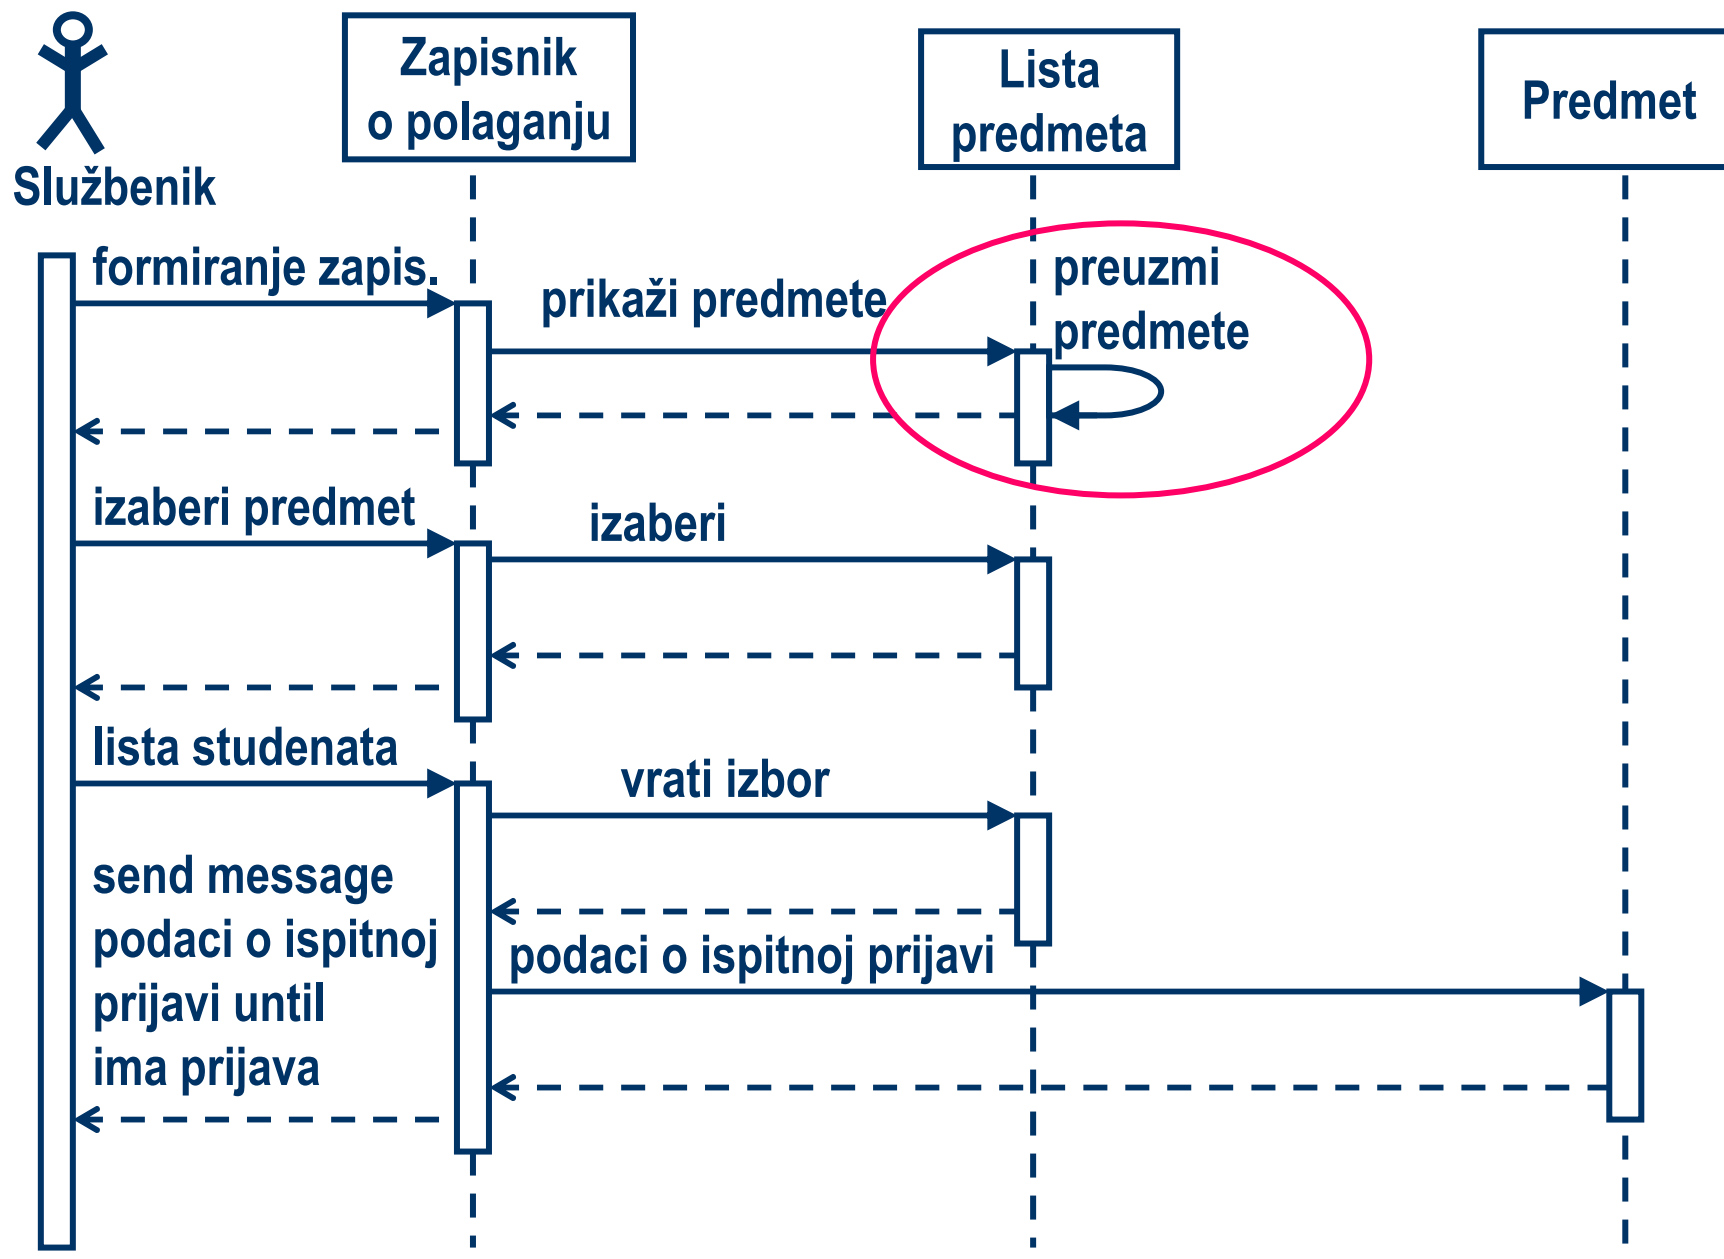 Zapisnik
o polaganju
Lista
predmeta
Predmet
Službenik
formiranje zapis.
prikaži predmete
preuzmi
predmete
izaberi predmet
izaberi
lista studenata
vrati izbor
send message
podaci o ispitnoj
prijavi until
ima prijava
podaci o ispitnoj prijavi